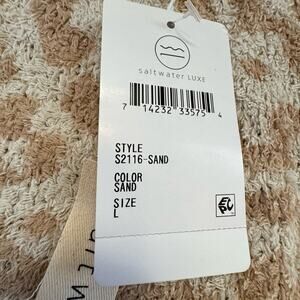 saltwater LUXE
7 14232 33575 4
STYLE
S2116-SAND
COLOR
SAND
SIZE
L